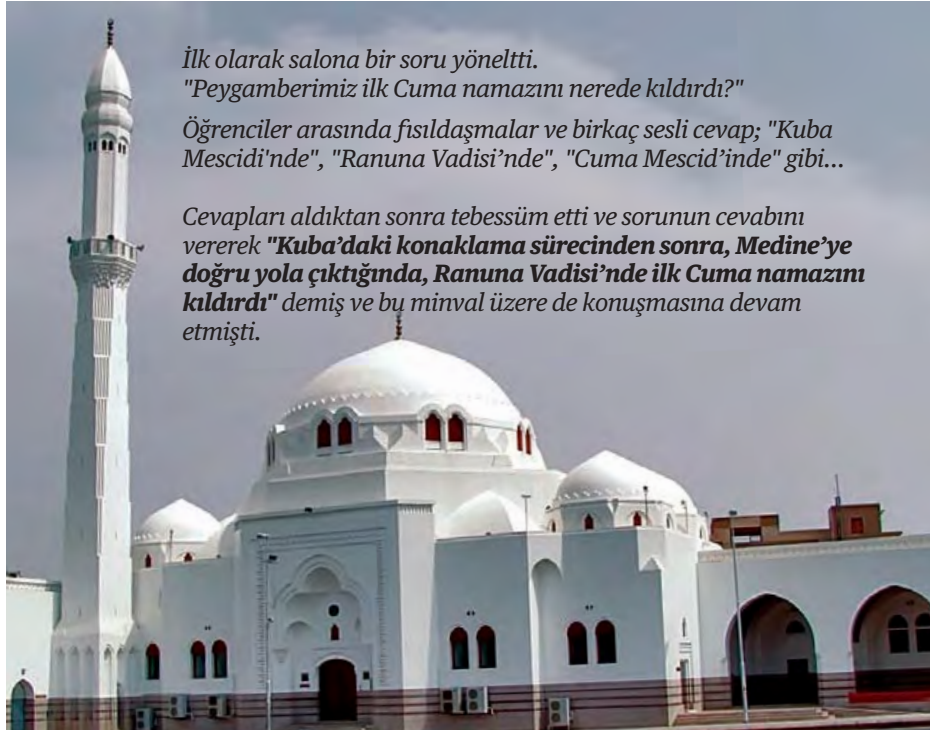 İlk olarak salona bir soru yöneltti.
"Peygamberimiz ilk Cuma namazını nerede kıldırdı?"
Öğrenciler arasında fısıldaşmalar ve birkaç sesli cevap; "Kuba
Mescidi'nde", "Ranuna Vadisi’nde", "Cuma Mescid’inde" gibi...
Cevapları aldıktan sonra tebessüm etti ve sorunun cevabını
vererek "Kuba’daki konaklama sürecinden sonra, Medine’ye
doğru yola çıktığında, Ranuna Vadisi’nde ilk Cuma namazını
kıldırdı" demiş ve bu minval üzere de konuşmasına devam
etmişti.